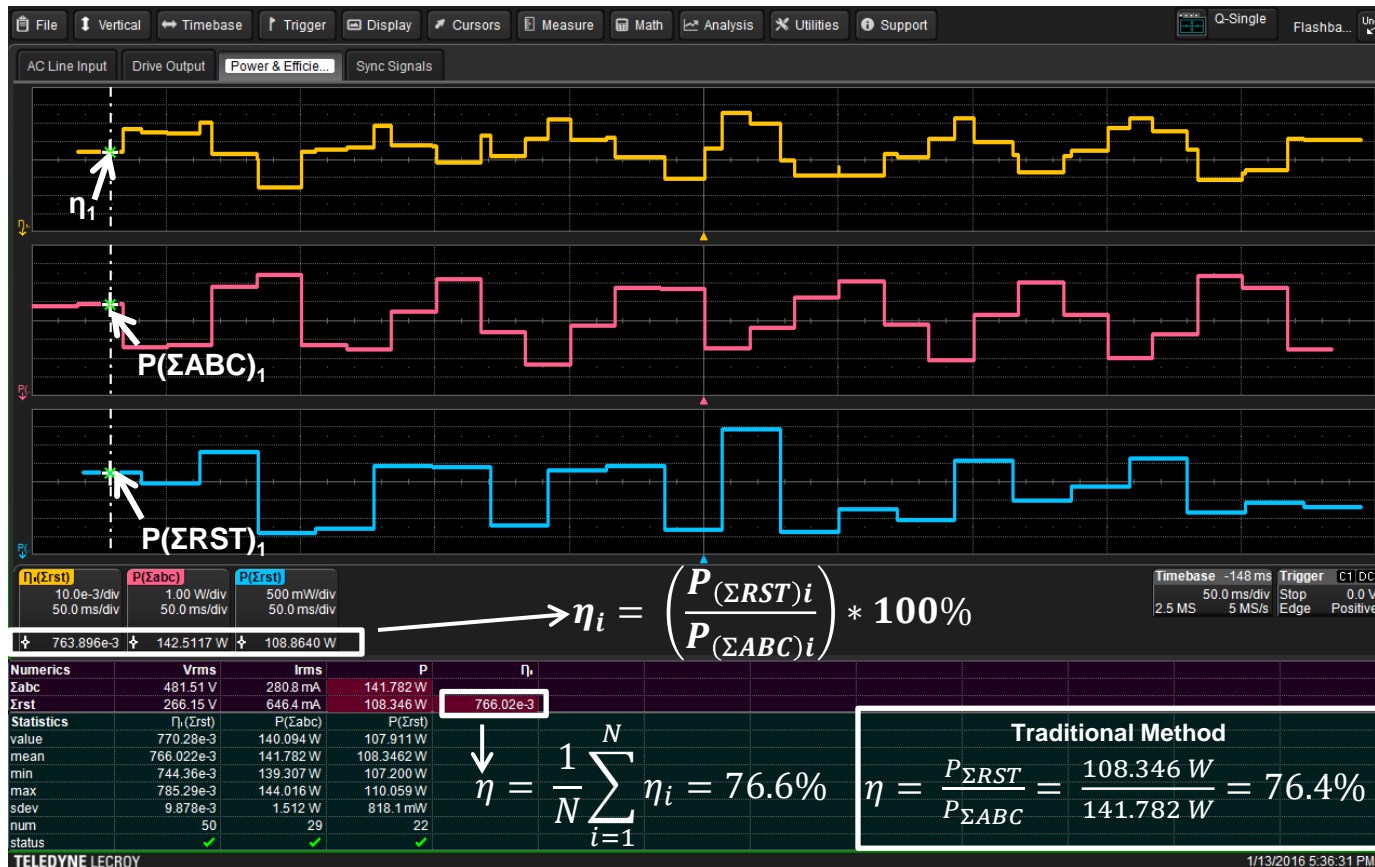 File Vertical Timebase Trigger Display Cursors Measure Math Analysis Utilities Support Q-Single Flashba...
AC Line Input Drive Output Power & Efficie... Sync Signals
η₁
P(ΣABC)₁
P(ΣRST)₁
η₁(Σrst) P(Σabc) P(Σrst)
10.0e-3/div 1.00 W/div 500 mW/div
50.0 ms/div 50.0 ms/div 50.0 ms/div
763.896e-3 142.5117 W 108.8640 W
Timebase -148 ms Trigger C1 DC
50.0 ms/div Stop 0.0 V
2.5 MS 5 MS/s Edge Positive
ηᵢ = (P(ΣRST)i / P(ΣABC)i) * 100%
Numerics Vrms Irms P η₁
Σabc 481.51 V 280.8 mA 141.782 W
Σrst 266.15 V 646.4 mA 108.346 W 766.02e-3
Statistics η₁(Σrst) P(Σabc) P(Σrst)
value 770.28e-3 140.094 W 107.911 W
mean 766.022e-3 141.782 W 108.3462 W
min 744.36e-3 139.307 W 107.200 W
max 785.29e-3 144.016 W 110.059 W
sdev 9.878e-3 1.512 W 818.1 mW
num 50 29 22
status
η = 1/N Σ i=1 N ηᵢ = 76.6%
Traditional Method
η = PΣRST / PΣABC = 108.346 W / 141.782 W = 76.4%
TELEDYNE LECROY 1/13/2016 5:36:31 PM